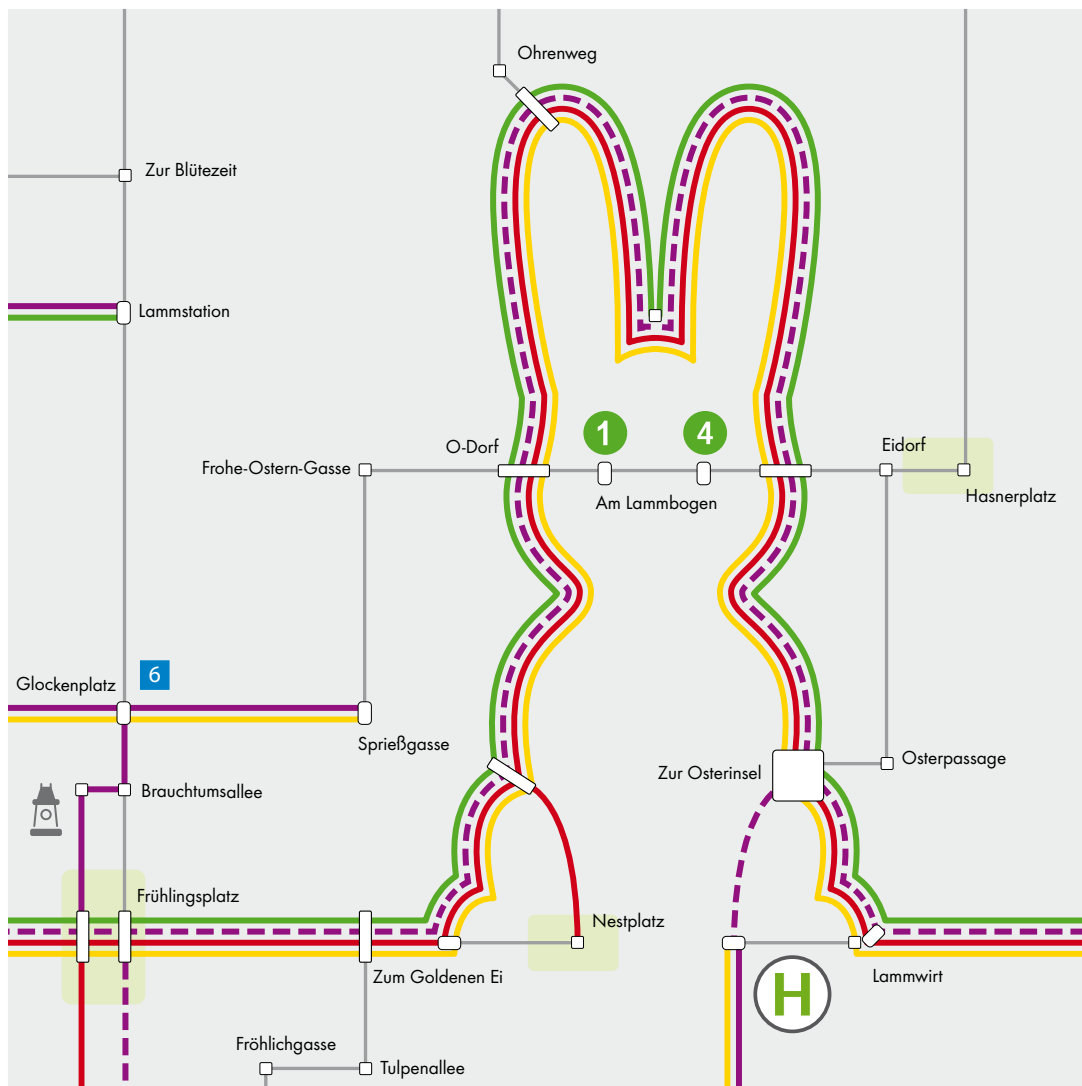 Ohrenweg
Zur Blütezeit
Lammstation
1
4
O-Dorf
Eidorf
Frohe-Ostern-Gasse
Am Lammbogen
Hasnerplatz
6
Glockenplatz
Sprießgasse
Zur Osterinsel
Osterpassage
Brauchtumsallee
Frühlingsplatz
Nestplatz
Zum Goldenen Ei
Lammwirt
H
Fröhlichgasse
Tulpenallee